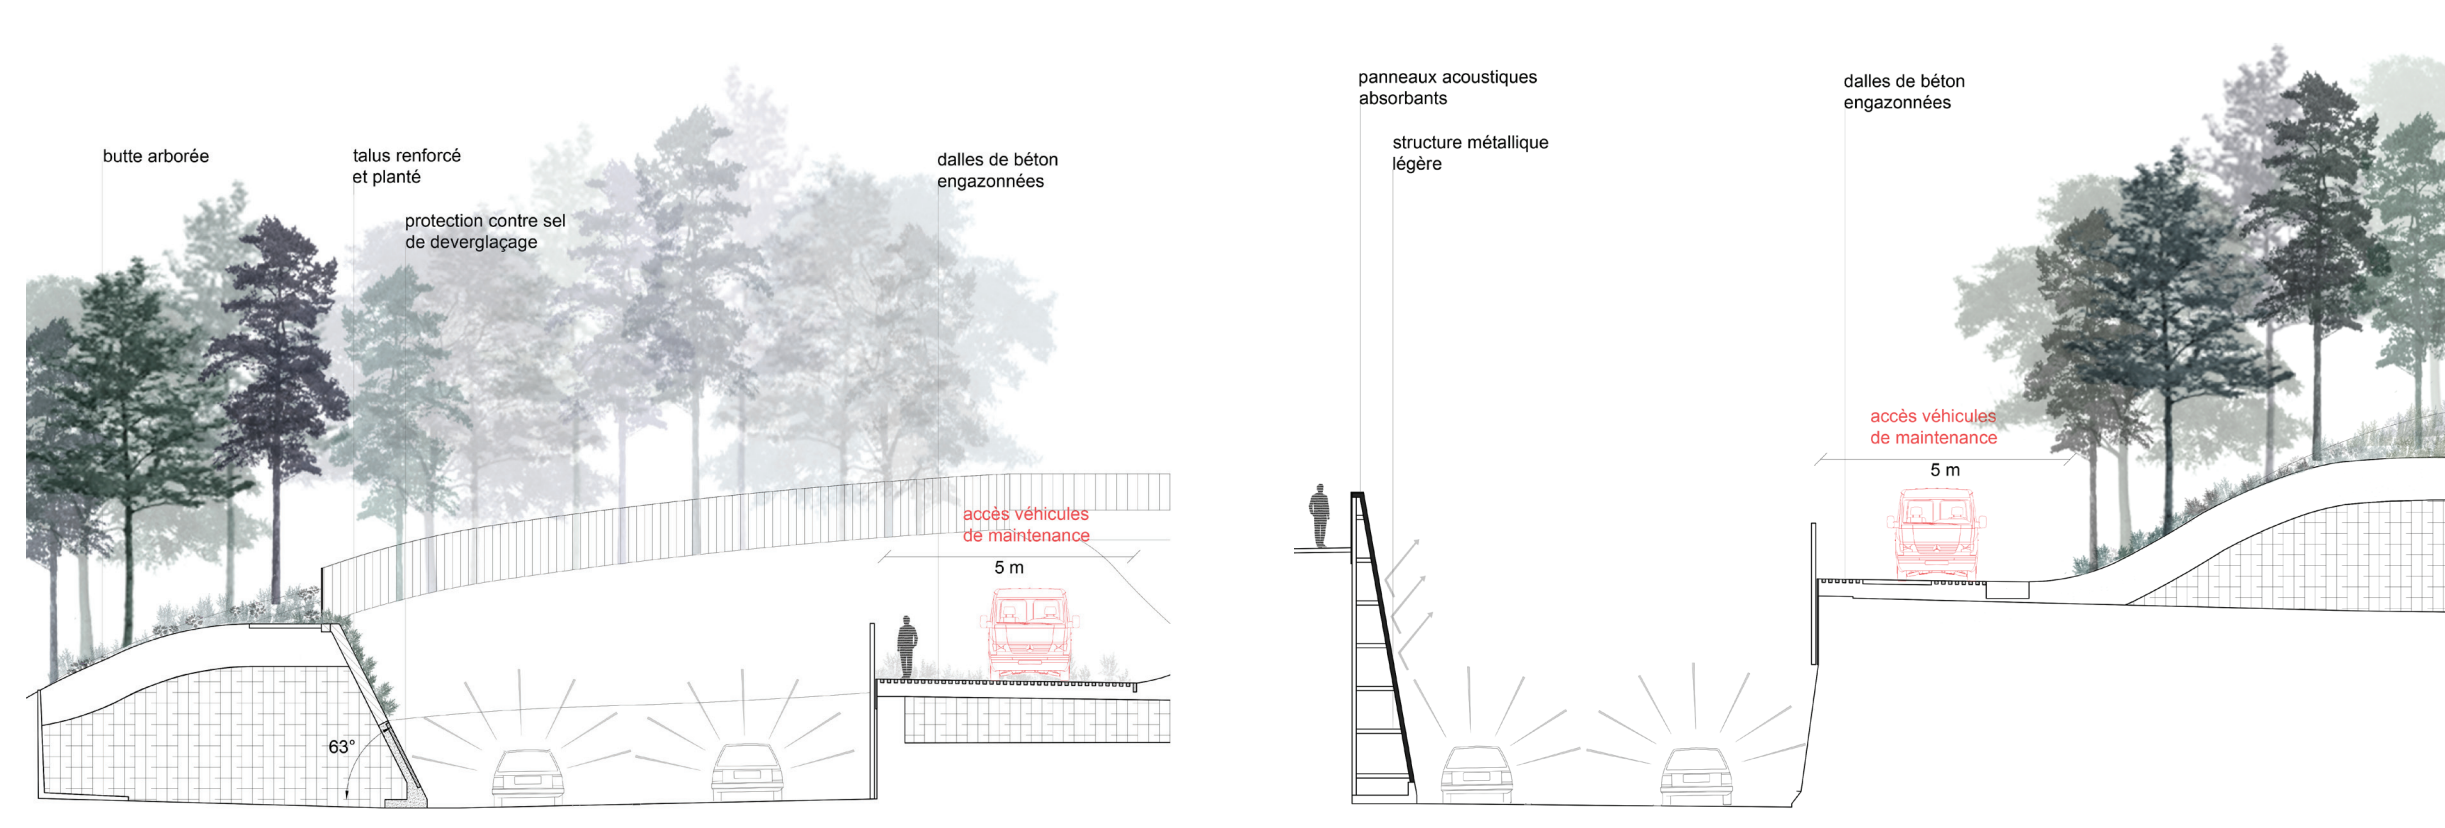 butte arborée
talus renforcé
et planté
protection contre sel
de deverglaçage
dalles de béton
engazonnées
accès véhicules
de maintenance
5 m
63°
panneaux acoustiques
absorbants
structure métallique
légère
dalles de béton
engazonnées
accès véhicules
de maintenance
5 m